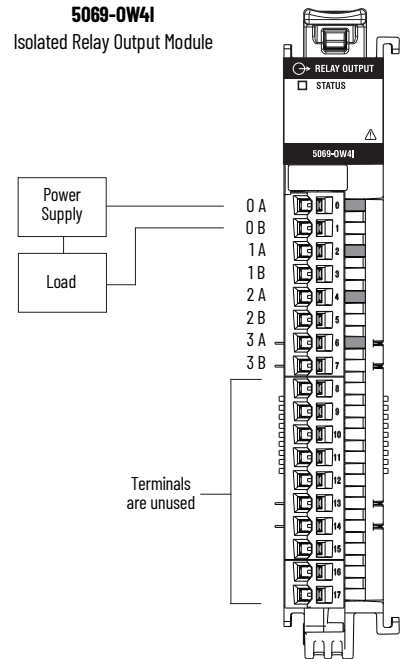 5069-OW4I
Isolated Relay Output Module
RELAY OUTPUT
STATUS
5069-OW4I
Power
Supply
Load
0 A 0
0 B 1
1 A 2
1 B 3
2 A 4
2 B 5
3 A 6
3 B 7
8
9
10
11
12
13
14
15
16
17
Terminals
are unused